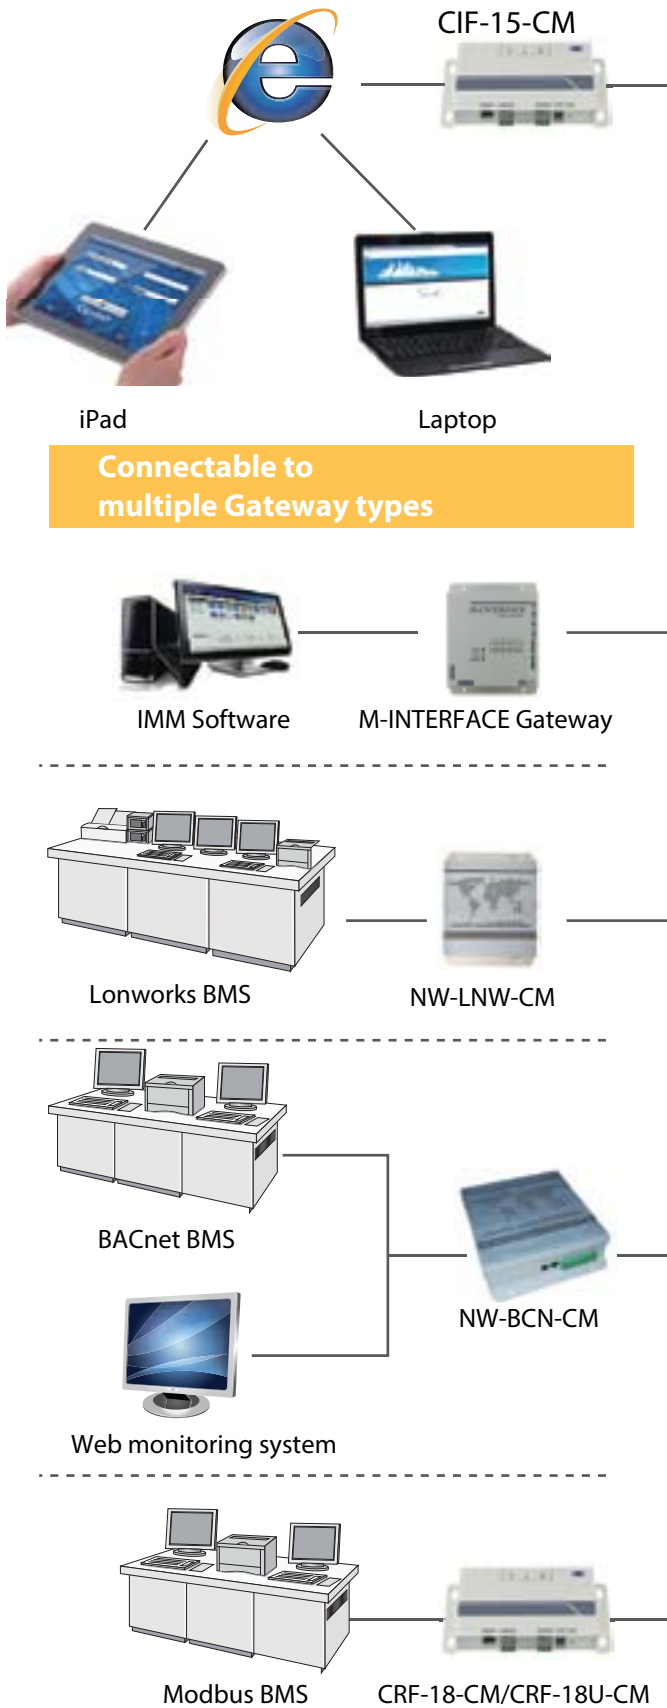 CIF-15-CM
iPad
Laptop
Connectable to
multiple Gateway types
M-INTERFACE
IMM Software
M-INTERFACE Gateway
Lonworks BMS
NW-LNW-CM
BACnet BMS
NW-BCN-CM
Web monitoring system
Modbus BMS
CRF-18-CM/CRF-18U-CM